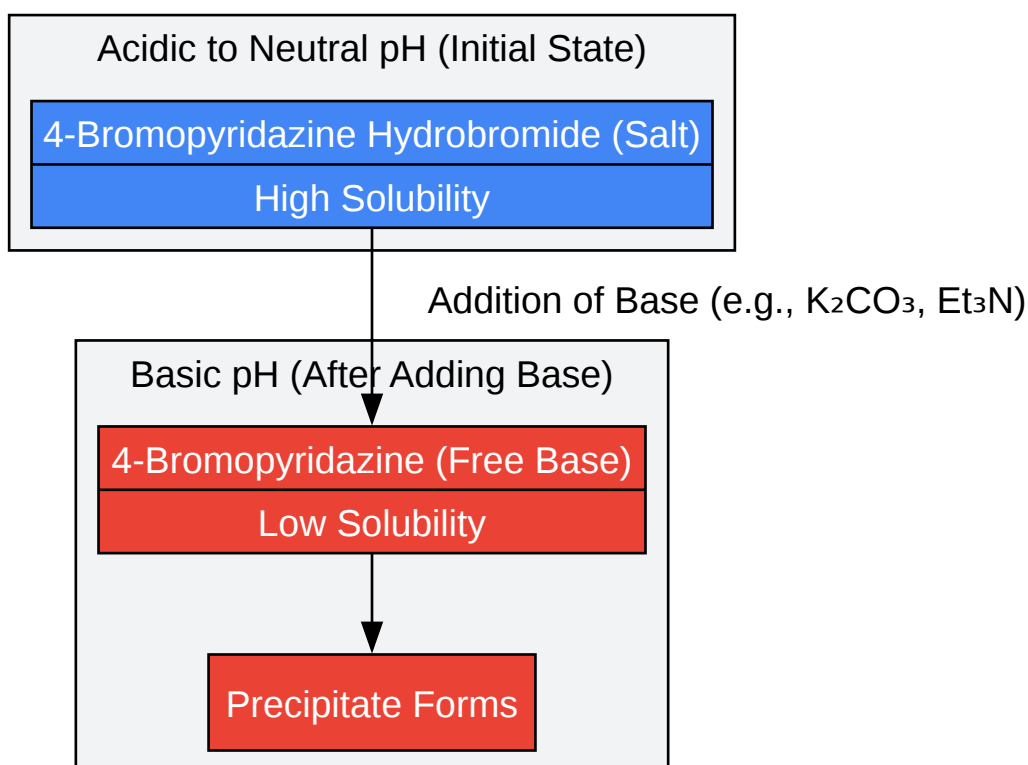 Acidic to Neutral pH (Initial State)
4-Bromopyridazine Hydrobromide (Salt)
High Solubility
Addition of Base (e.g., K₂CO₃, Et₃N)
Basic pH (After Adding Base)
4-Bromopyridazine (Free Base)
Low Solubility
Precipitate Forms